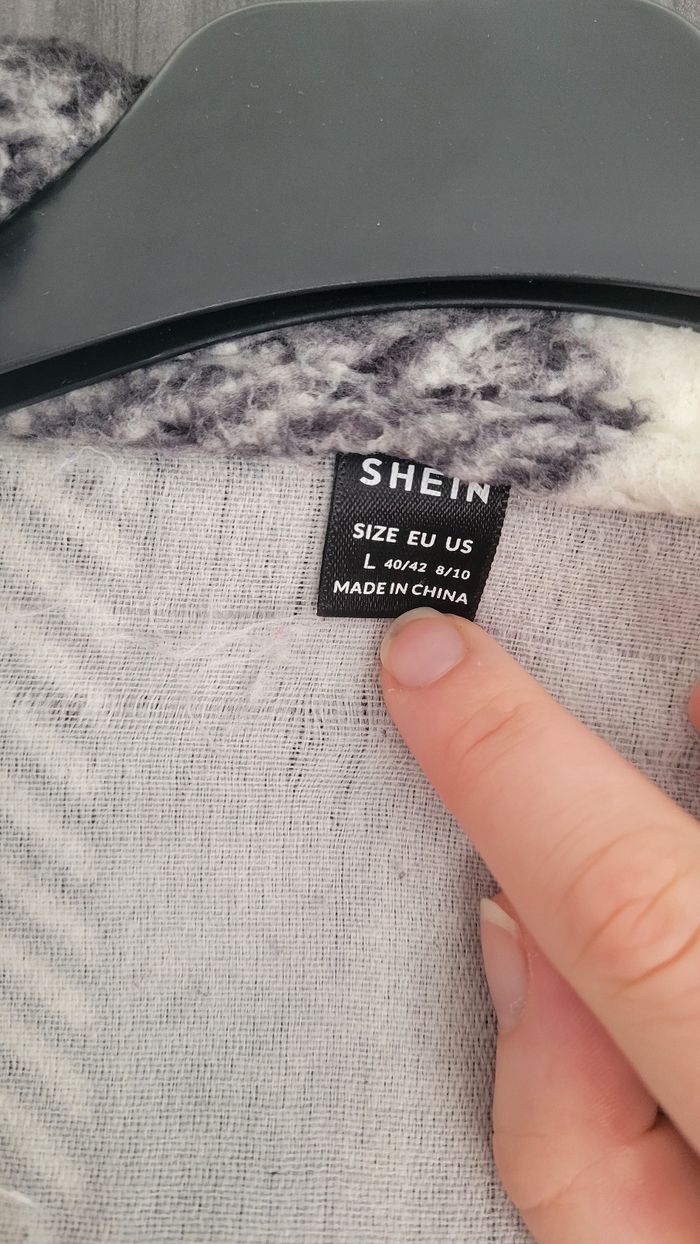 SHEIN
SIZE EU US
L 40/42 8/10
MADE IN CHINA